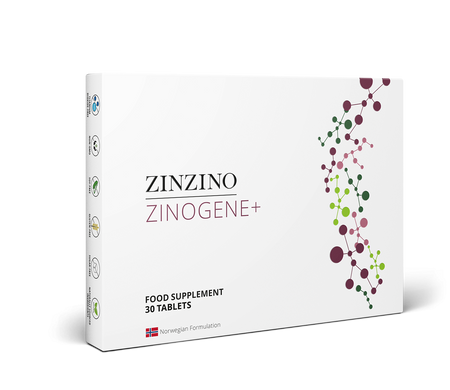 ZINZINO
ZINOGENE+
FOOD SUPPLEMENT
30 TABLETS
Norwegian Formulation